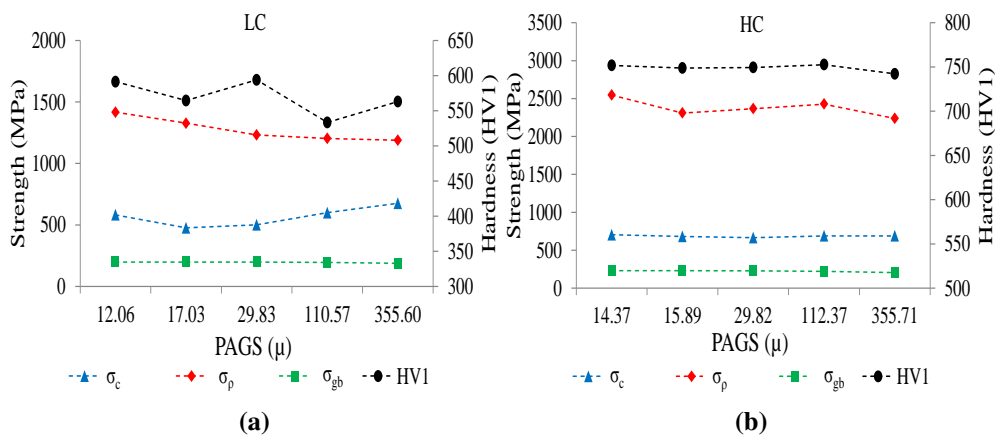 LC
Strength (MPa)
2000
1500
1000
500
0
650
600
550
500
450
400
350
300
Hardness (HV1)
12.06 17.03 29.83 110.57 355.60
PAGS (μ)
σc σρ σgb HV1
(a)
HC
Strength (MPa)
3500
3000
2500
2000
1500
1000
500
0
800
750
700
650
600
550
500
Hardness (HV1)
14.37 15.89 29.82 112.37 355.71
PAGS (μ)
σc σρ σgb HV1
(b)